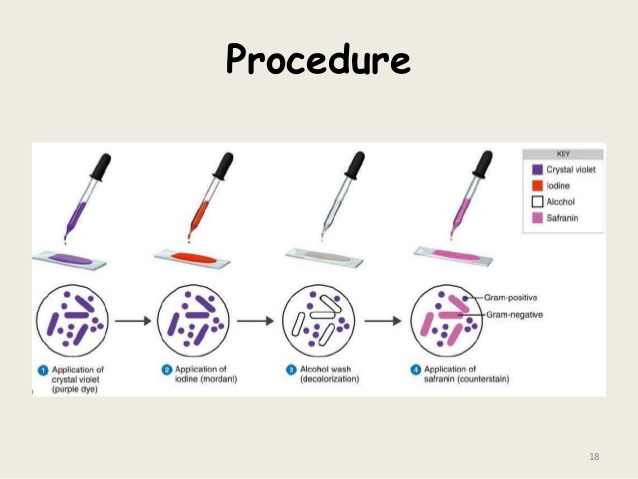 Procedure
KEY
Crystal violet
Iodine
Alcohol
Safranin
Gram-positive
Gram-negative
1 Application of
crystal violet
(purple dye)
2 Application of
iodine (mordant)
3 Alcohol wash
(decolorization)
4 Application of
safranin (counterstain)
18